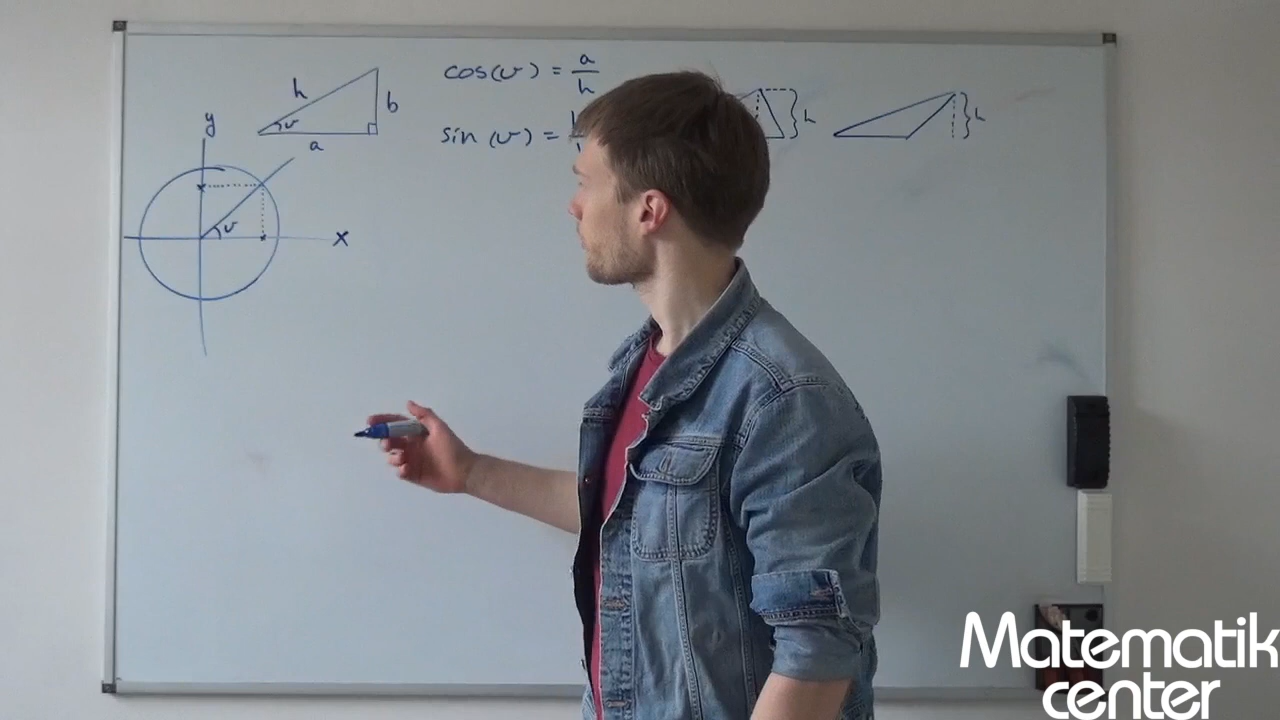 cos(v) = a/h
sin(v) =
h
b
v
a
y
v
x
h
h
Matematik
center